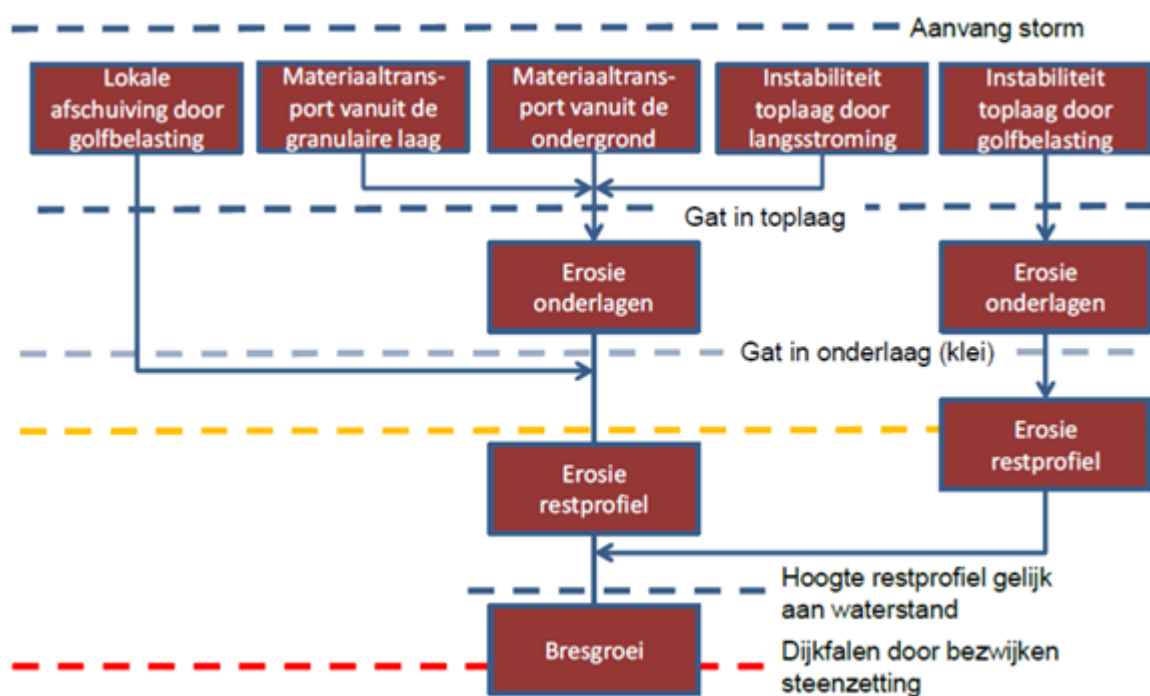 Aanvang storm
Lokale
afschuiving door
golfbelasting
Materiaaltrans-
port vanuit de
granulaire laag
Materiaaltrans-
port vanuit de
ondergrond
Instabiliteit
toplaag door
langsstroming
Instabiliteit
toplaag door
golfbelasting
Gat in toplaag
Erosie
onderlagen
Erosie
onderlagen
Gat in onderlaag (klei)
Erosie
restprofiel
Erosie
restprofiel
Hoogte restprofiel gelijk
aan waterstand
Bresgroei
Dijkfalen door bezwijken
steenzetting